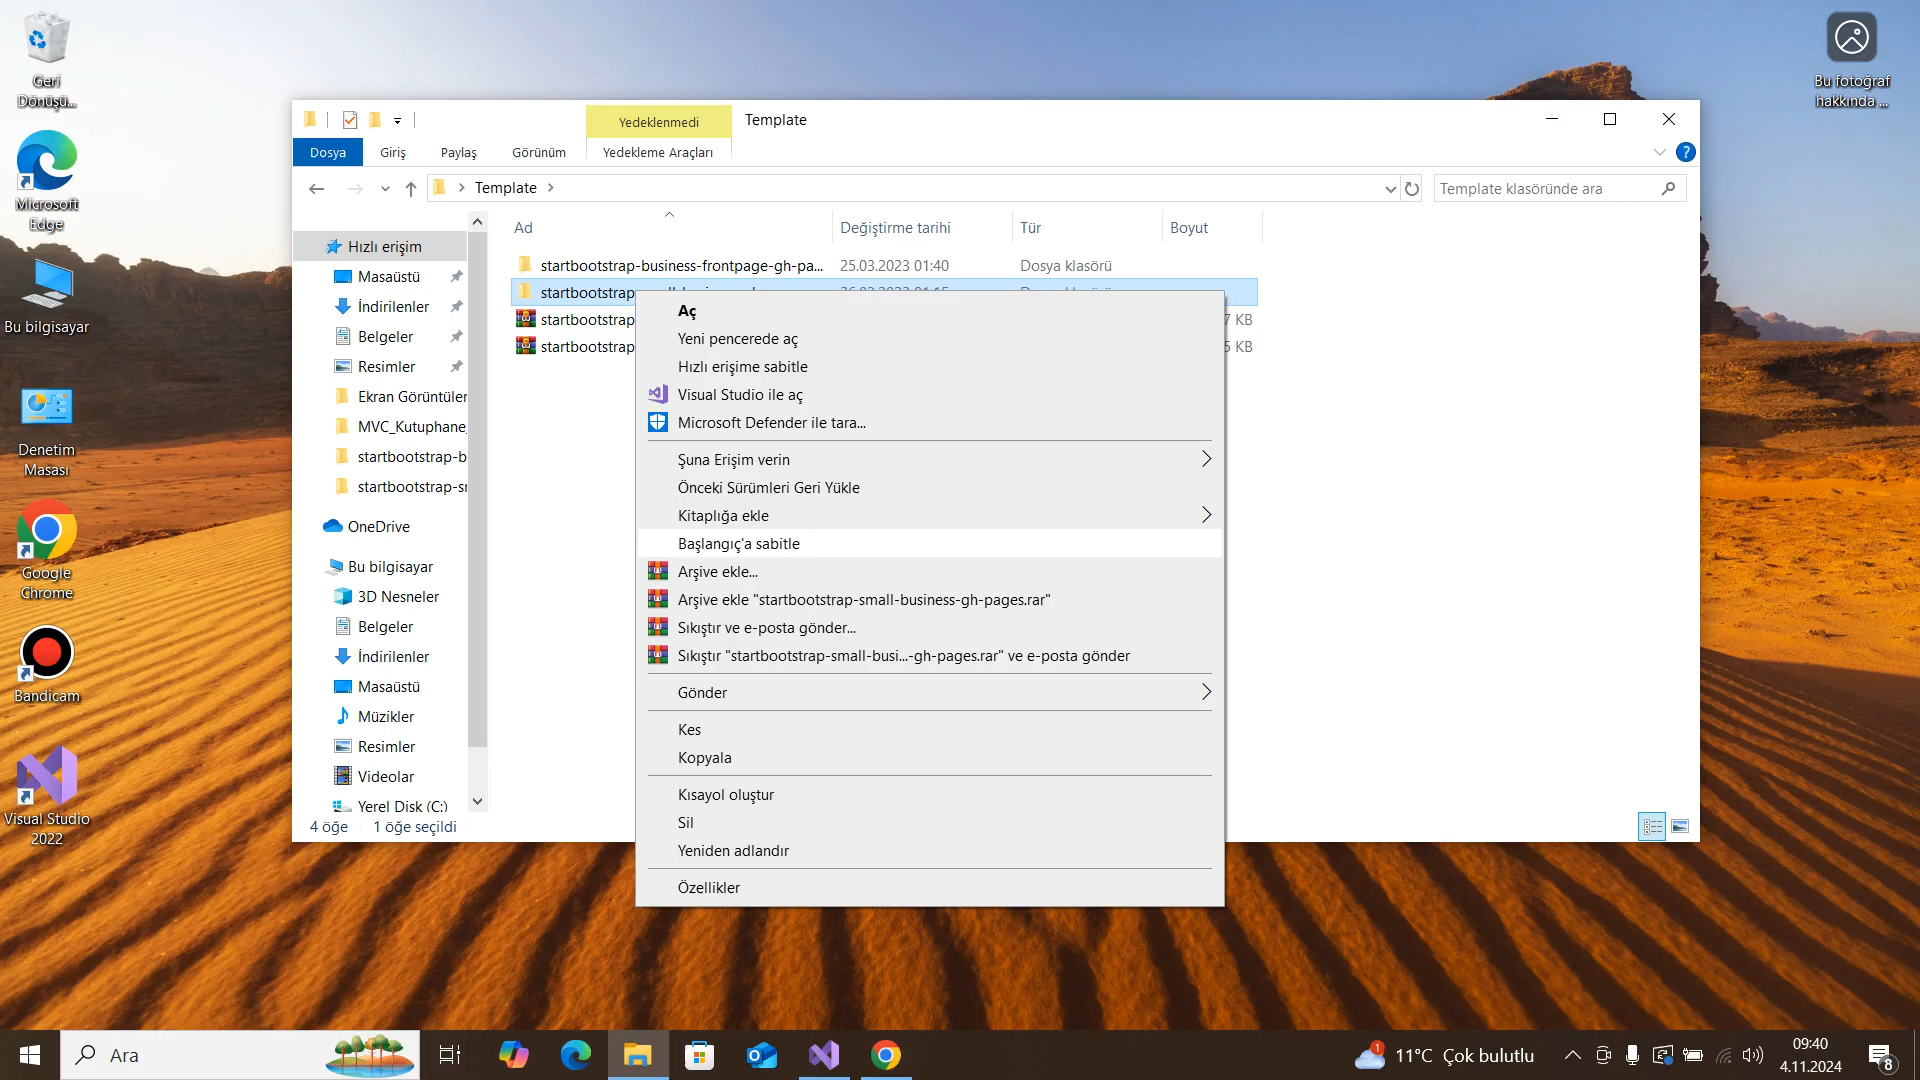 Geri
Dönüşü...
Microsoft
Edge
Bu bilgisayar
Denetim
Masası
Google
Chrome
Bandicam
Visual Studio
2022
Bu fotoğraf
hakkında ...
Yedeklenmedi
Template
Dosya
Giriş
Paylaş
Görünüm
Yedekleme Araçları
?
Template
Template klasöründe ara
Hızlı erişim
Masaüstü
İndirilenler
Belgeler
Resimler
Ekran Görüntüler
MVC_Kutuphane_
startbootstrap-b
startbootstrap-sr
OneDrive
Bu bilgisayar
3D Nesneler
Belgeler
İndirilenler
Masaüstü
Müzikler
Resimler
Videolar
Yerel Disk (C:)
Ad
Değiştirme tarihi
Tür
Boyut
startbootstrap-business-frontpage-gh-pa...
25.03.2023 01:40
Dosya klasörü
startbootstrap
startbootstrap
7 KB
startbootstrap
5 KB
Aç
Yeni pencerede aç
Hızlı erişime sabitle
Visual Studio ile aç
Microsoft Defender ile tara...
Şuna Erişim verin
Önceki Sürümleri Geri Yükle
Kitaplığa ekle
Başlangıç'a sabitle
Arşive ekle...
Arşive ekle "startbootstrap-small-business-gh-pages.rar"
Sıkıştır ve e-posta gönder...
Sıkıştır "startbootstrap-small-busi...-gh-pages.rar" ve e-posta gönder
Gönder
Kes
Kopyala
Kısayol oluştur
Sil
Yeniden adlandır
Özellikler
4 öğe
1 öğe seçildi
Ara
1
11°C Çok bulutlu
09:40
4.11.2024
8